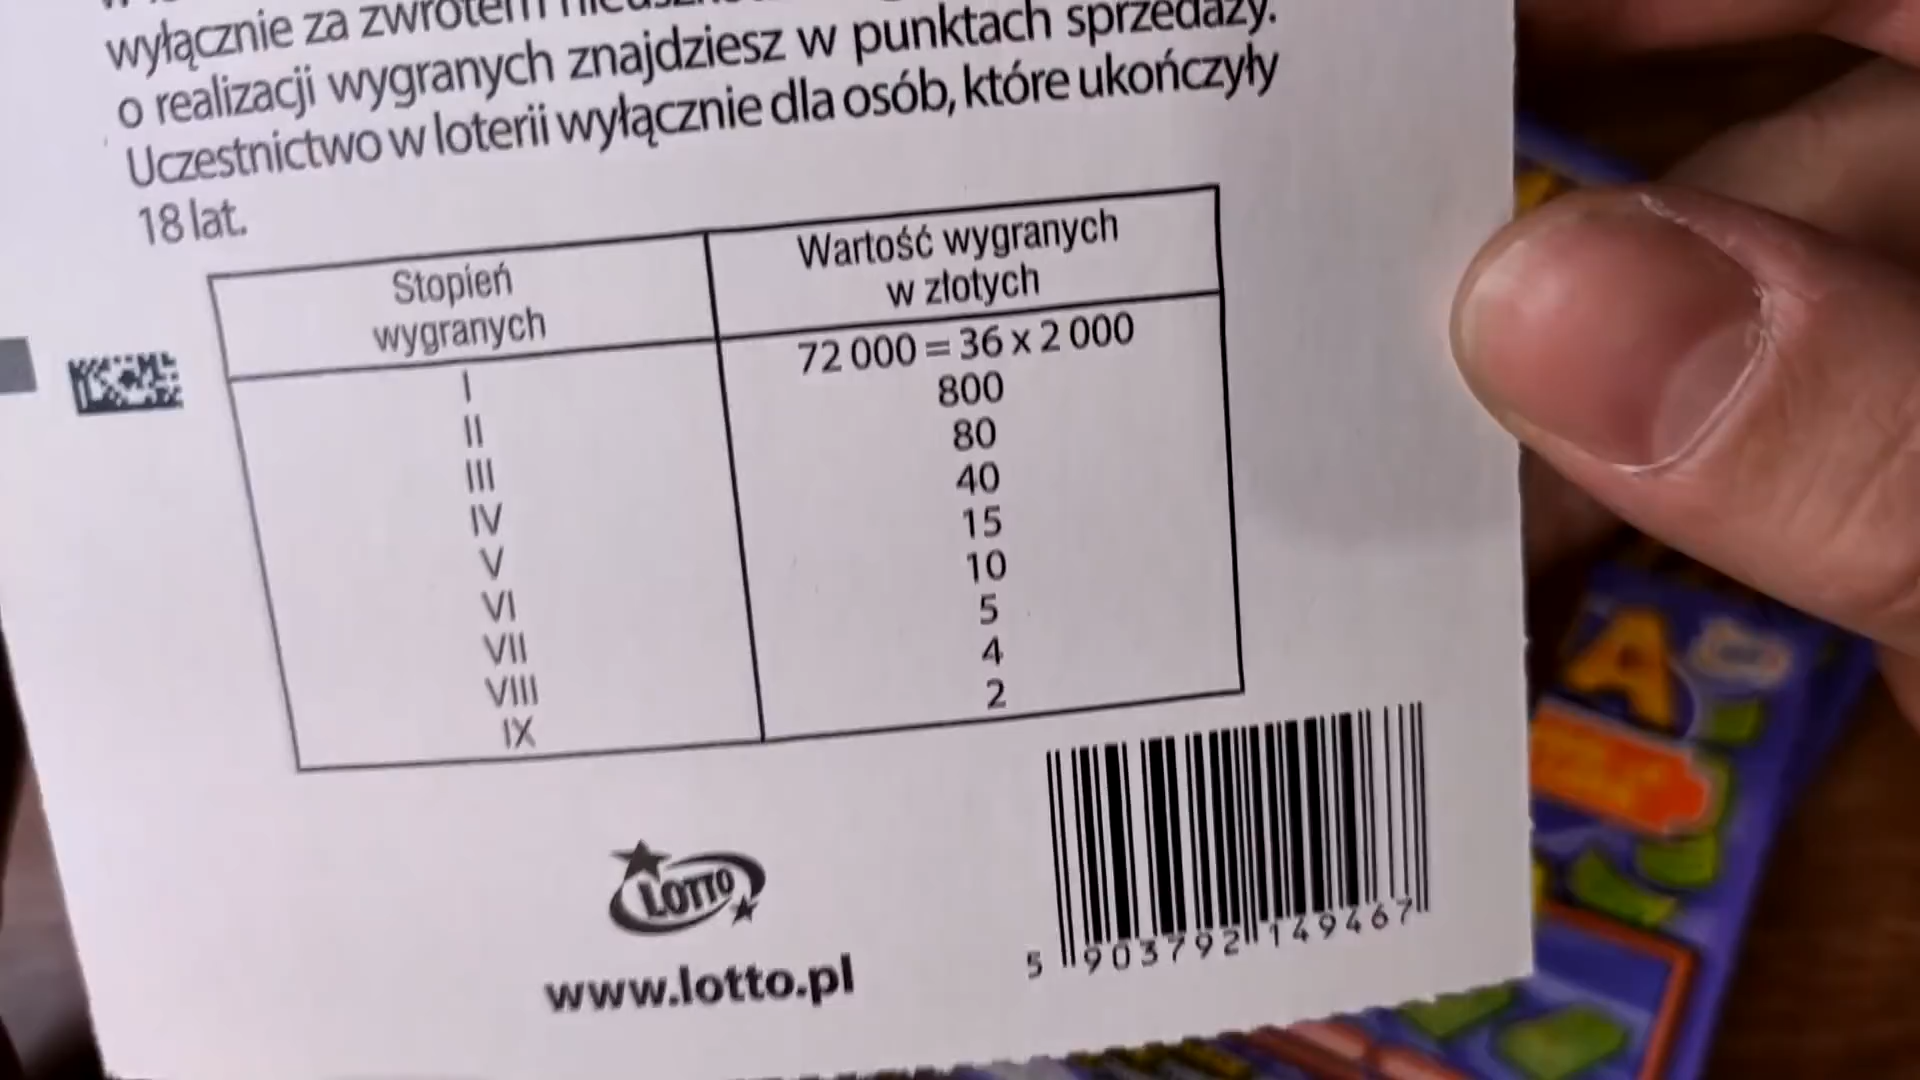 wyłącznie za zwrotem
o realizacji wygranych znajdziesz w punktach sprzedaży.
Uczestnictwo w loterii wyłącznie dla osób, które ukończyły
18 lat.
Stopień wygranych
Wartość wygranych w złotych
I 72 000 = 36 x 2 000
II 800
III 80
IV 40
V 15
VI 10
VII 5
VIII 4
IX 2
LOTTO
www.lotto.pl
5 903792 149467
A